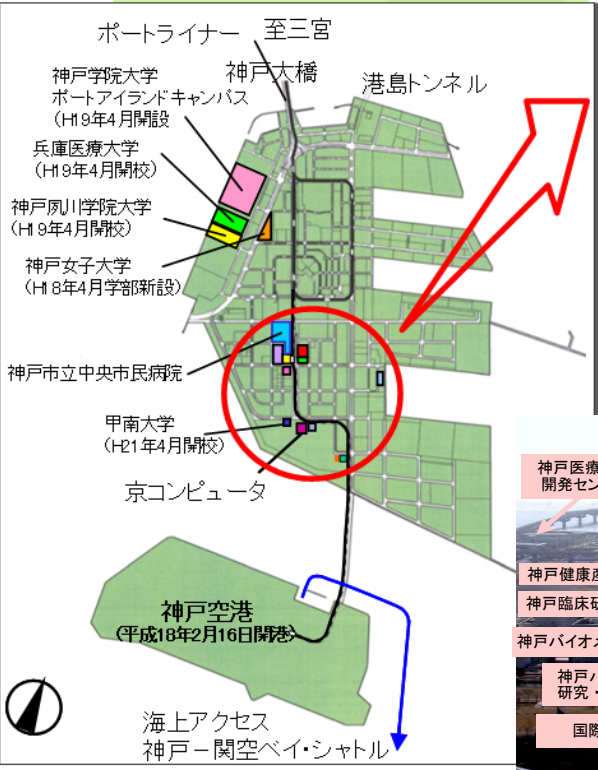 ポートライナー 至三宮
神戸大橋
港島トンネル
神戸学院大学
ポートアイランドキャンパス
(H19年4月開設
兵庫医療大学
(H19年4月開校)
神戸夙川学院大学
(H19年4月開校)
神戸女子大学
(H18年4月学部新設)
神戸市立中央市民病院
甲南大学
(H21年4月開校)
京コンピュータ
神戸空港
(平成18年2月16日開港)
海上アクセス
神戸－関空ベイ・シャトル
神戸医療
開発セン
神戸健康産
神戸臨床研
神戸バイオメ
神戸ハ
研究・
国際